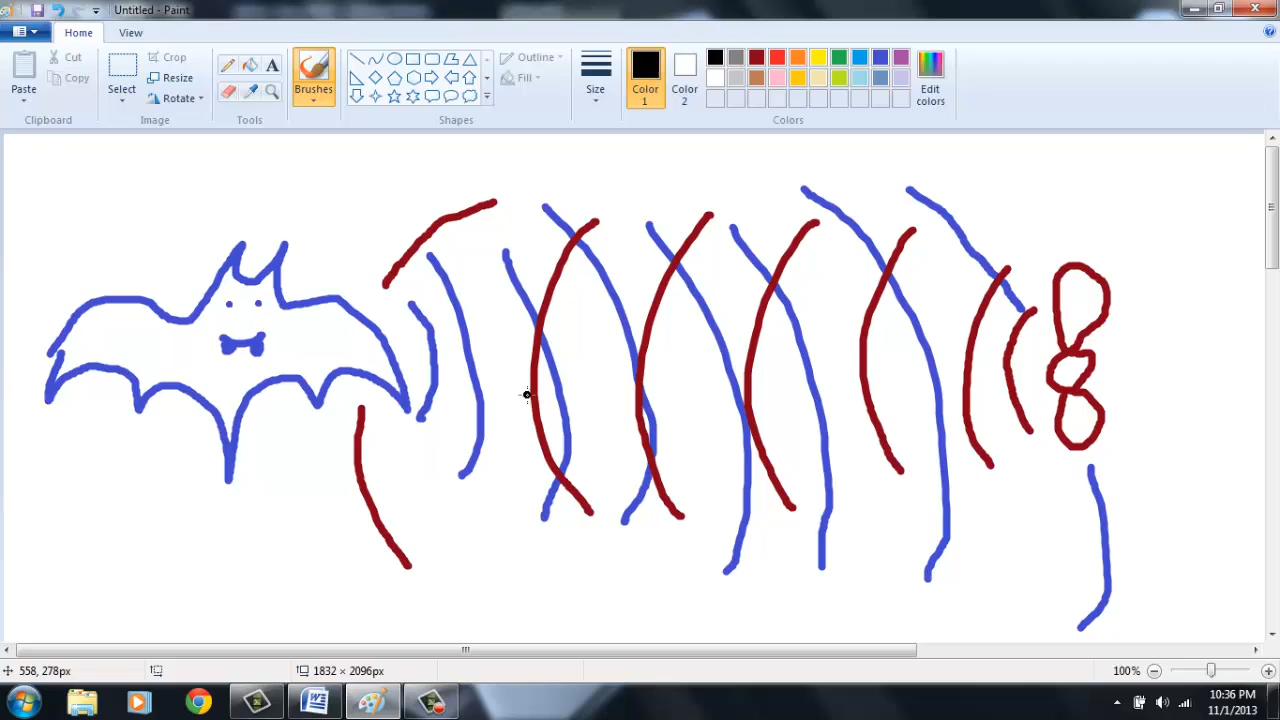 Untitled - Paint
Home View
Paste
Cut
Copy
Clipboard
Select
Crop
Resize
Rotate
Image
A
Tools
Brushes
Outline
Fill
Shapes
Size
Color 1
Color 2
Edit colors
Colors
558, 278px
1832 × 2096px
100%
10:36 PM
11/1/2013